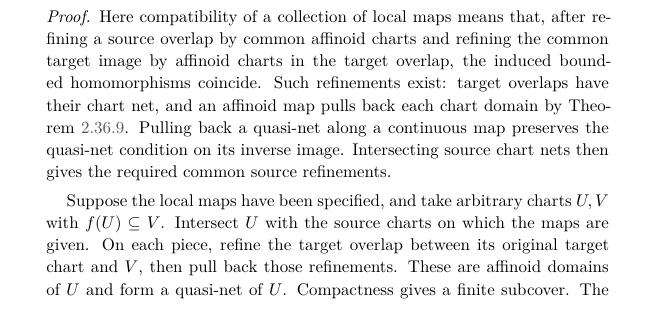 Proof. Here compatibility of a collection of local maps means that, after re-
fining a source overlap by common affinoid charts and refining the common
target image by affinoid charts in the target overlap, the induced bound-
ed homomorphisms coincide. Such refinements exist: target overlaps have
their chart net, and an affinoid map pulls back each chart domain by Theo-
rem 2.36.9. Pulling back a quasi-net along a continuous map preserves the
quasi-net condition on its inverse image. Intersecting source chart nets then
gives the required common source refinements.
Suppose the local maps have been specified, and take arbitrary charts U, V
with f(U) ⊆ V. Intersect U with the source charts on which the maps are
given. On each piece, refine the target overlap between its original target
chart and V, then pull back those refinements. These are affinoid domains
of U and form a quasi-net of U. Compactness gives a finite subcover. The